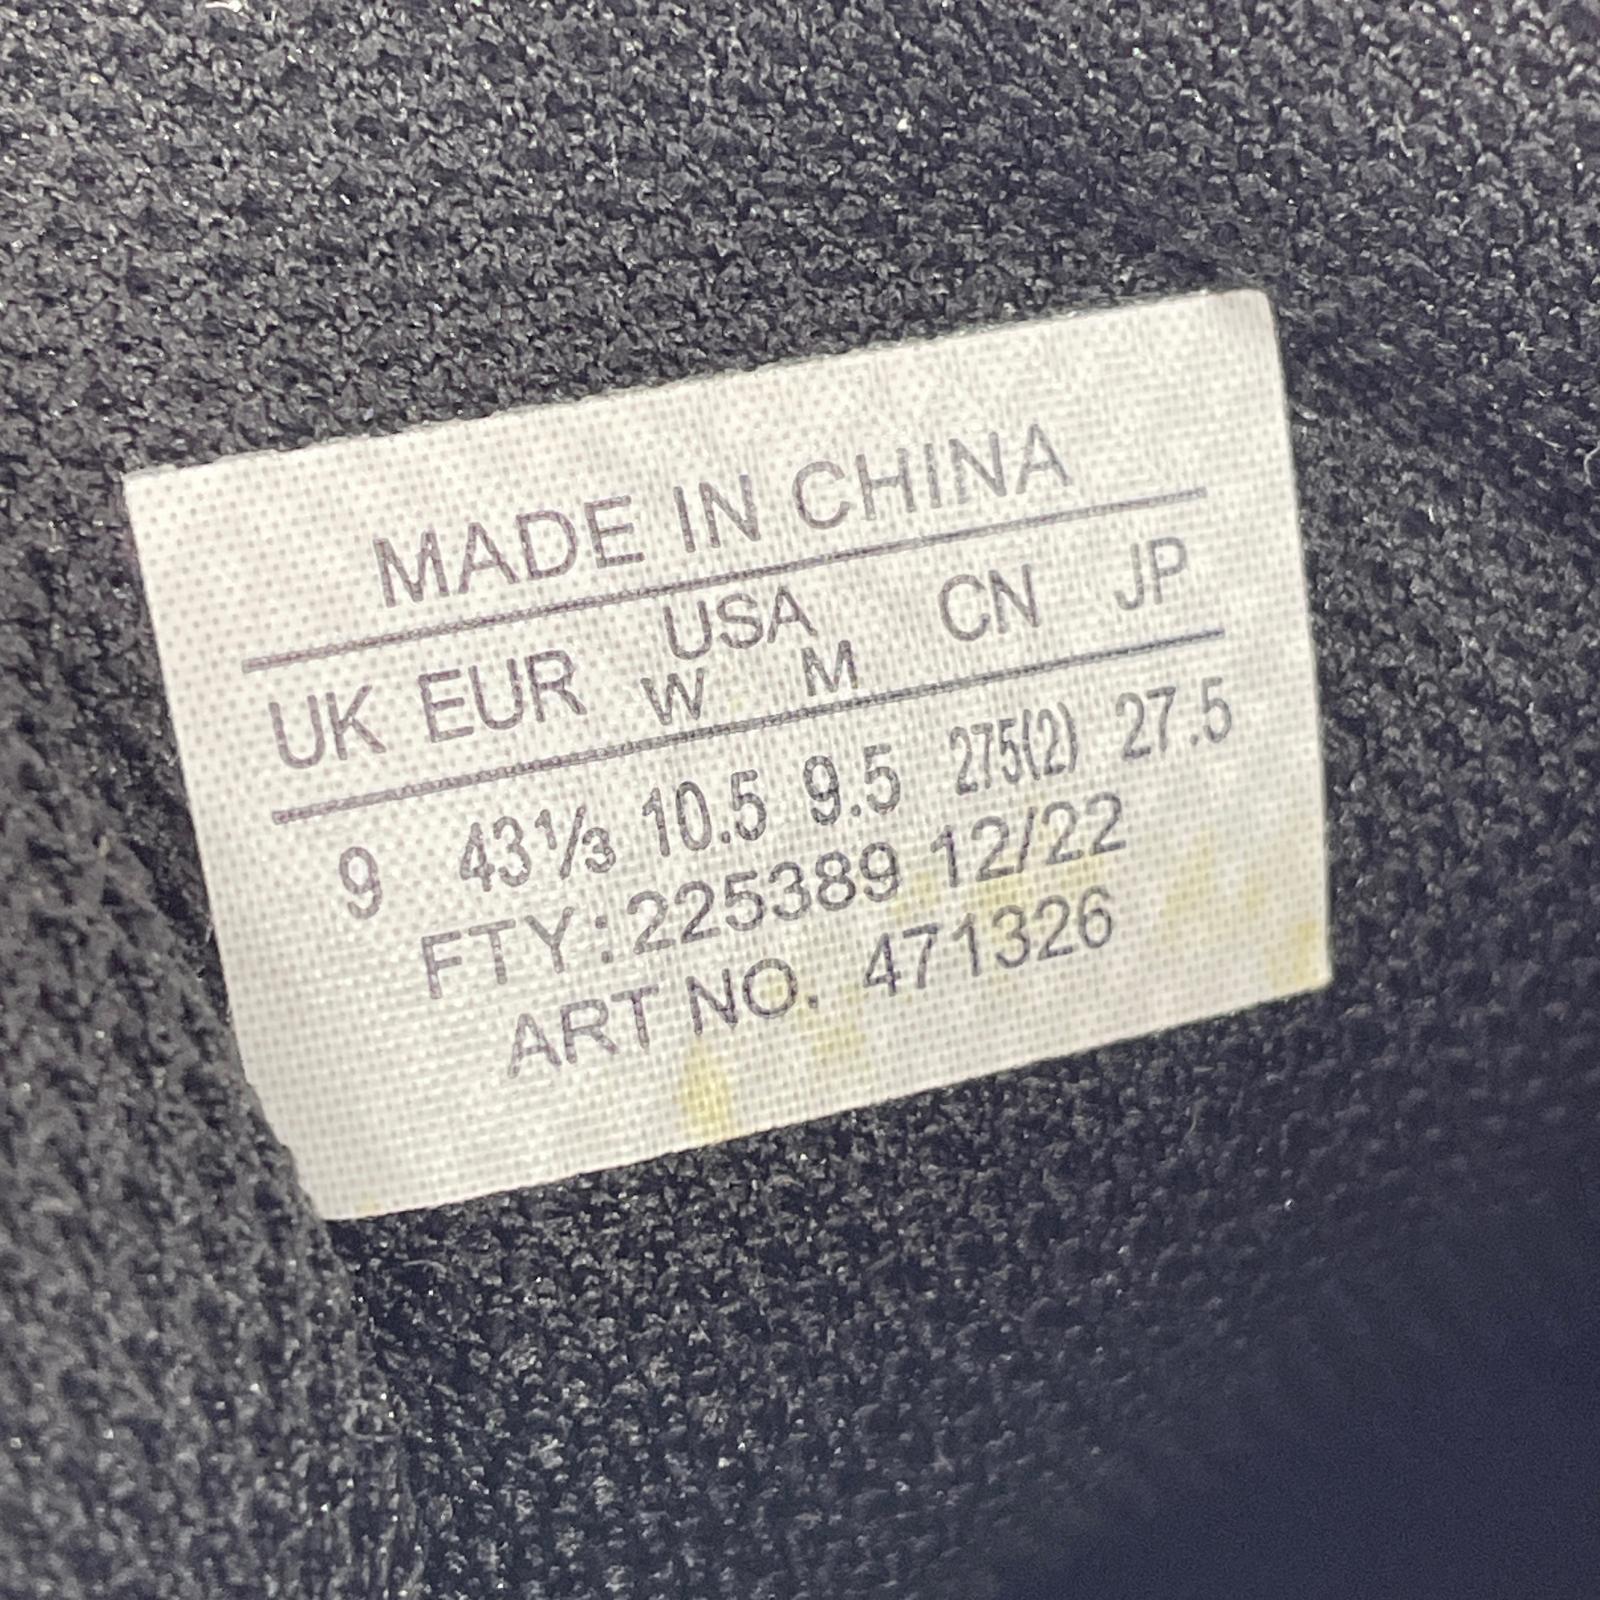 MADE IN CHINA
UK EUR USA CN JP
W M
9 43⅓ 10.5 9.5 275(2) 27.5
FTY:225389 12/22
ART NO. 471326